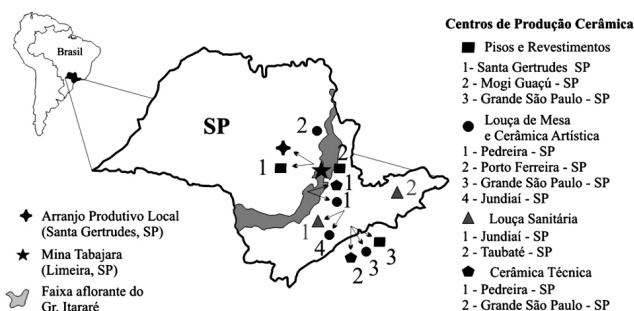 Brasil
SP
2
1
2
1
1
2
1
4
3
3
2
Arranjo Produtivo Local
(Santa Gertrudes, SP)
Mina Tabajara
(Limeira, SP)
Faixa aflorante do
Gr. Itararé
Centros de Produção Cerâmica
Pisos e Revestimentos
1- Santa Gertrudes SP
2 - Mogi Guaçú - SP
3 - Grande São Paulo - SP
Louça de Mesa
e Cerâmica Artística
1 - Pedreira - SP
2 - Porto Ferreira - SP
3 - Grande São Paulo - SP
4 - Jundiaí - SP
Louça Sanitária
1 - Jundiaí - SP
2 - Taubaté - SP
Cerâmica Técnica
1 - Pedreira - SP
2 - Grande São Paulo - SP